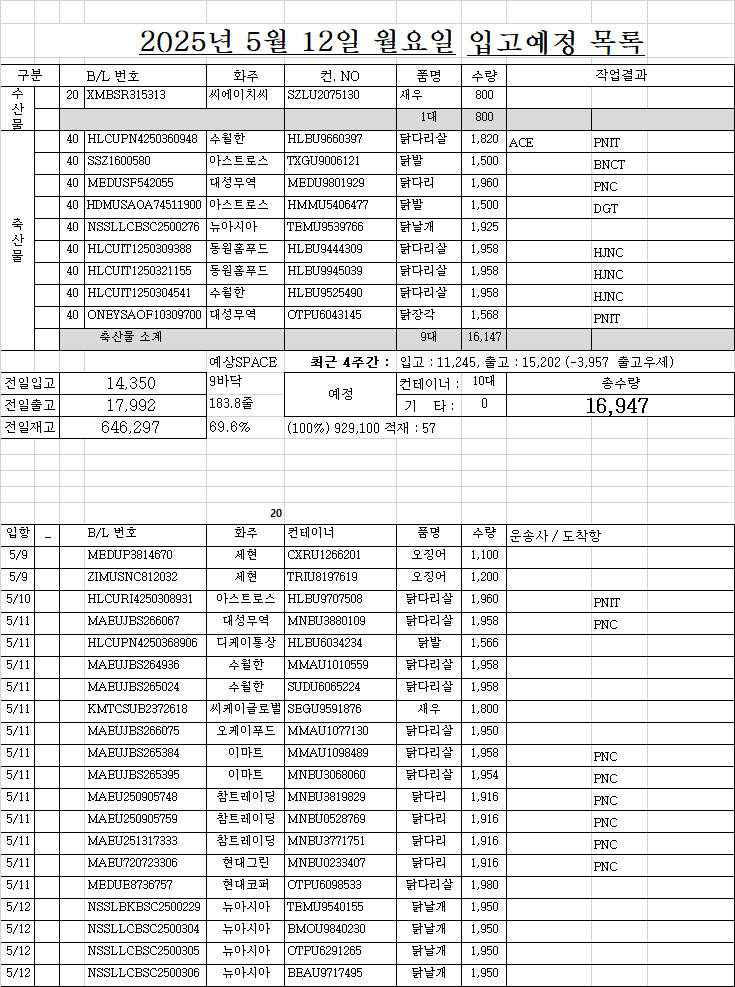 2025년 5월 12일 월요일 입고예정 목록
구분 B/L 번호 화주 컨. NO 품명 수량 작업결과
수산물 20 XMBSR315313 씨에이치씨 SZLU2075130 새우 800
1대 800
축산물 40 HLCUPN4250360948 수월한 HLBU9660397 닭다리살 1,820 ACE PNIT
40 SSZ1600580 아스트로스 TXGU9006121 닭발 1,500 BNCT
40 MEDUSF542055 대성무역 MEDU9801929 닭다리 1,960 PNC
40 HDMUSAOA74511900 아스트로스 HMMU5406477 닭발 1,500 DGT
40 NSSLLCBSC2500276 뉴아시아 TEMU9539766 닭날개 1,925
40 HLCUIT1250309388 동원홈푸드 HLBU9444309 닭다리살 1,958 HJNC
40 HLCUIT1250321155 동원홈푸드 HLBU9945039 닭다리살 1,958 HJNC
40 HLCUIT1250304541 수월한 HLBU9525490 닭다리살 1,958 HJNC
40 ONEYSAOF10309700 대성무역 OTPU6043145 닭장각 1,568 PNIT
축산물 소계 9대 16,147
예상SPACE 최근 4주간 : 입고 : 11,245, 출고 : 15,202 (-3,957 출고우세)
전일입고 14,350 9바닥 예정 컨테이너 : 10대 총수량
전일출고 17,992 183.8줄 기 타 : 0 16,947
전일재고 646,297 69.6% (100%) 929,100 적재 : 57
20
입항 _ B/L 번호 화주 컨테이너 품명 수량 운송사 / 도착항
5/9 MEDUP3814670 세현 CXRU1266201 오징어 1,100
5/9 ZIMUSNC812032 세현 TRIU8197619 오징어 1,200
5/10 HLCURI4250308931 아스트로스 HLBU9707508 닭다리살 1,960 PNIT
5/11 MAEUJBS266067 대성무역 MNBU3880109 닭다리살 1,958 PNC
5/11 HLCUPN4250368906 디케이통상 HLBU6034234 닭발 1,566
5/11 MAEUJBS264936 수월한 MMAU1010559 닭다리살 1,958
5/11 MAEUJBS265024 수월한 SUDU6065224 닭다리살 1,958
5/11 KMTCSUB2372618 씨케이글로벌 SEGU9591876 새우 1,800
5/11 MAEUJBS266075 오케이푸드 MMAU1077130 닭다리살 1,950
5/11 MAEUJBS265384 이마트 MMAU1098489 닭다리살 1,958 PNC
5/11 MAEUJBS265395 이마트 MNBU3068060 닭다리살 1,954 PNC
5/11 MAEU250905748 참트레이딩 MNBU3819829 닭다리 1,916 PNC
5/11 MAEU250905759 참트레이딩 MNBU0528769 닭다리 1,916 PNC
5/11 MAEU251317333 참트레이딩 MNBU3771751 닭다리 1,916 PNC
5/11 MAEU720723306 현대그린 MNBU0233407 닭다리 1,916 PNC
5/11 MEDUE8736757 현대코퍼 OTPU6098533 닭다리살 1,980
5/12 NSSLBKBSC2500229 뉴아시아 TEMU9540155 닭날개 1,950
5/12 NSSLLCBSC2500304 뉴아시아 BMOU9840230 닭날개 1,950
5/12 NSSLLCBSC2500305 뉴아시아 OTPU6291265 닭날개 1,950
5/12 NSSLLCBSC2500306 뉴아시아 BEAU9717495 닭날개 1,950